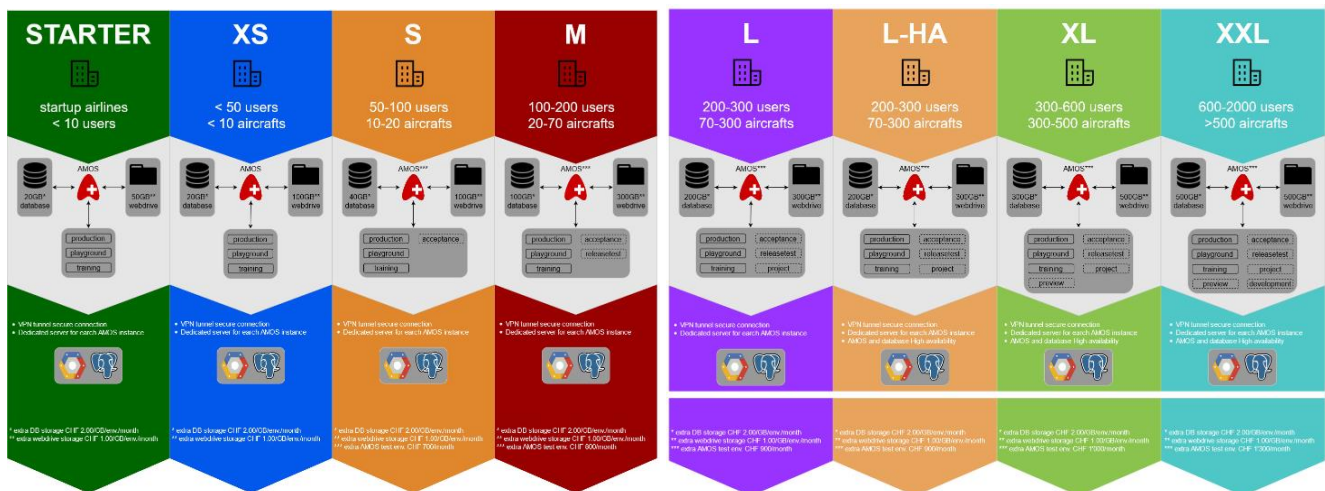 STARTER
startup airlines
< 10 users
AMOS
20GB*
database
50GB**
webdrive
production
playground
training
• VPN tunnel secure connection
• Dedicated server for earch AMOS instance
* extra DB storage CHF 2.00/GB/env./month
** extra webdrive storage CHF 1.00/GB/env./month
XS
< 50 users
< 10 aircrafts
AMOS
20GB*
database
100GB**
webdrive
production
playground
training
• VPN tunnel secure connection
• Dedicated server for earch AMOS instance
* extra DB storage CHF 2.00/GB/env./month
** extra webdrive storage CHF 1.00/GB/env./month
S
50-100 users
10-20 aircrafts
AMOS***
40GB*
database
100GB**
webdrive
production
acceptance
playground
training
• VPN tunnel secure connection
• Dedicated server for earch AMOS instance
* extra DB storage CHF 2.00/GB/env./month
** extra webdrive storage CHF 1.00/GB/env./month
*** extra AMOS test env. CHF 700/month
M
100-200 users
20-70 aircrafts
AMOS***
100GB*
database
300GB**
webdrive
production
acceptance
playground
releasetest
training
• VPN tunnel secure connection
• Dedicated server for earch AMOS instance
* extra DB storage CHF 2.00/GB/env./month
** extra webdrive storage CHF 1.00/GB/env./month
*** extra AMOS test env. CHF 600/month
L
200-300 users
70-300 aircrafts
AMOS***
200GB*
database
300GB**
webdrive
production
acceptance
playground
releasetest
training
project
• VPN tunnel secure connection
• Dedicated server for earch AMOS instance
* extra DB storage CHF 2.00/GB/env./month
** extra webdrive storage CHF 1.00/GB/env./month
*** extra AMOS test env. CHF 900/month
L-HA
200-300 users
70-300 aircrafts
AMOS***
200GB*
database
300GB**
webdrive
production
acceptance
playground
releasetest
training
project
• VPN tunnel secure connection
• Dedicated server for earch AMOS instance
• AMOS and database High availability
* extra DB storage CHF 2.00/GB/env./month
** extra webdrive storage CHF 1.00/GB/env./month
*** extra AMOS test env. CHF 900/month
XL
300-600 users
300-500 aircrafts
AMOS***
300GB*
database
500GB**
webdrive
production
acceptance
playground
releasetest
training
project
preview
• VPN tunnel secure connection
• Dedicated server for earch AMOS instance
• AMOS and database High availability
* extra DB storage CHF 2.00/GB/env./month
** extra webdrive storage CHF 1.00/GB/env./month
*** extra AMOS test env. CHF 1'000/month
XXL
600-2000 users
>500 aircrafts
AMOS***
500GB*
database
500GB**
webdrive
production
acceptance
playground
releasetest
training
project
preview
development
• VPN tunnel secure connection
• Dedicated server for earch AMOS instance
• AMOS and database High availability
* extra DB storage CHF 2.00/GB/env./month
** extra webdrive storage CHF 1.00/GB/env./month
*** extra AMOS test env. CHF 1'300/month